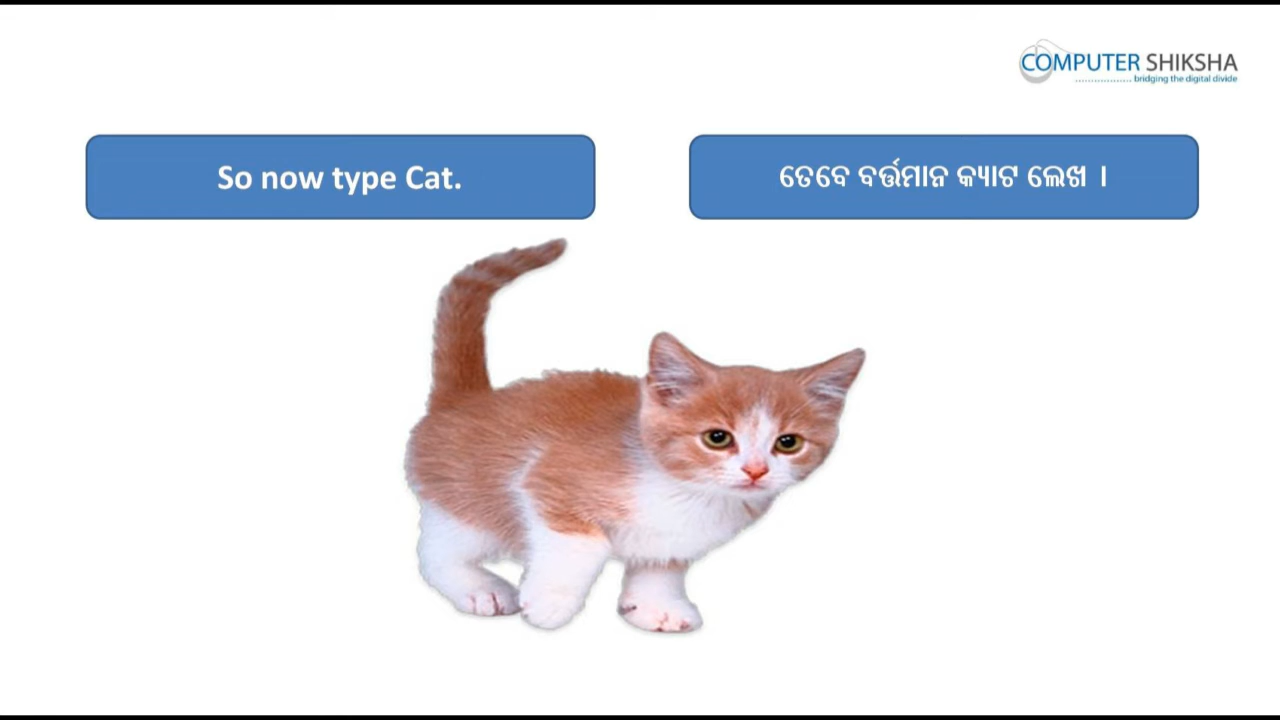 COMPUTER SHIKSHA
bridging the digital divide
So now type Cat.
ତେବେ ବର୍ତ୍ତମାନ କ୍ୟାଟ ଲେଖ ।